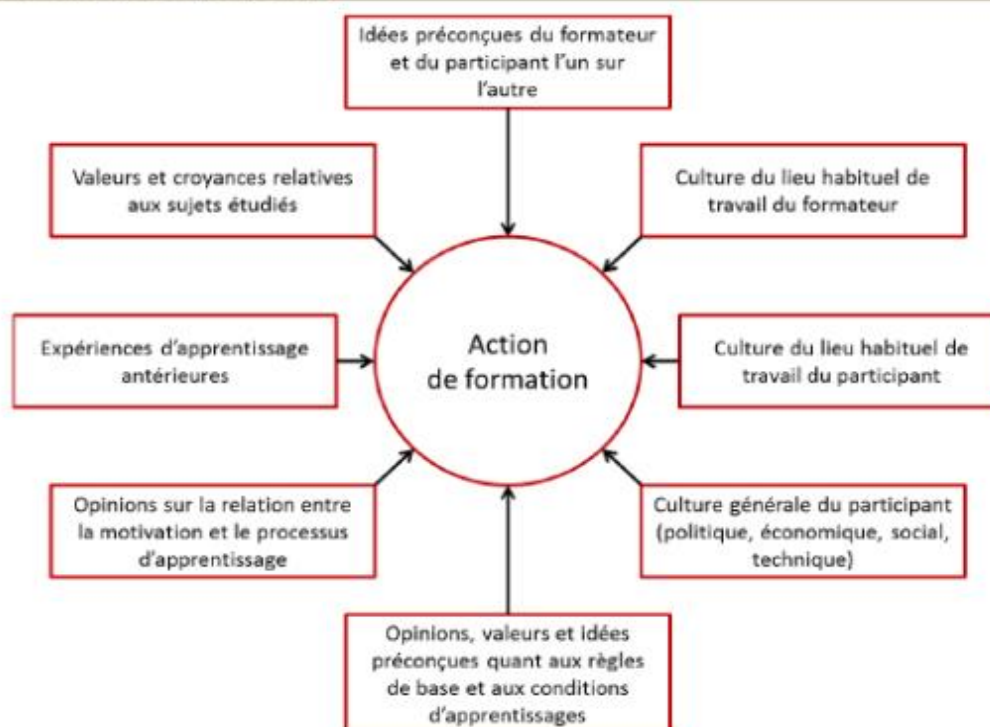 Idées préconçues du formateur
et du participant l'un sur
l'autre
Valeurs et croyances relatives
aux sujets étudiés
Culture du lieu habituel de
travail du formateur
Expériences d'apprentissage
antérieures
Action
de formation
Culture du lieu habituel de
travail du participant
Opinions sur la relation entre
la motivation et le processus
d'apprentissage
Culture générale du participant
(politique, économique, social,
technique)
Opinions, valeurs et idées
préconçues quant aux règles
de base et aux conditions
d'apprentissages